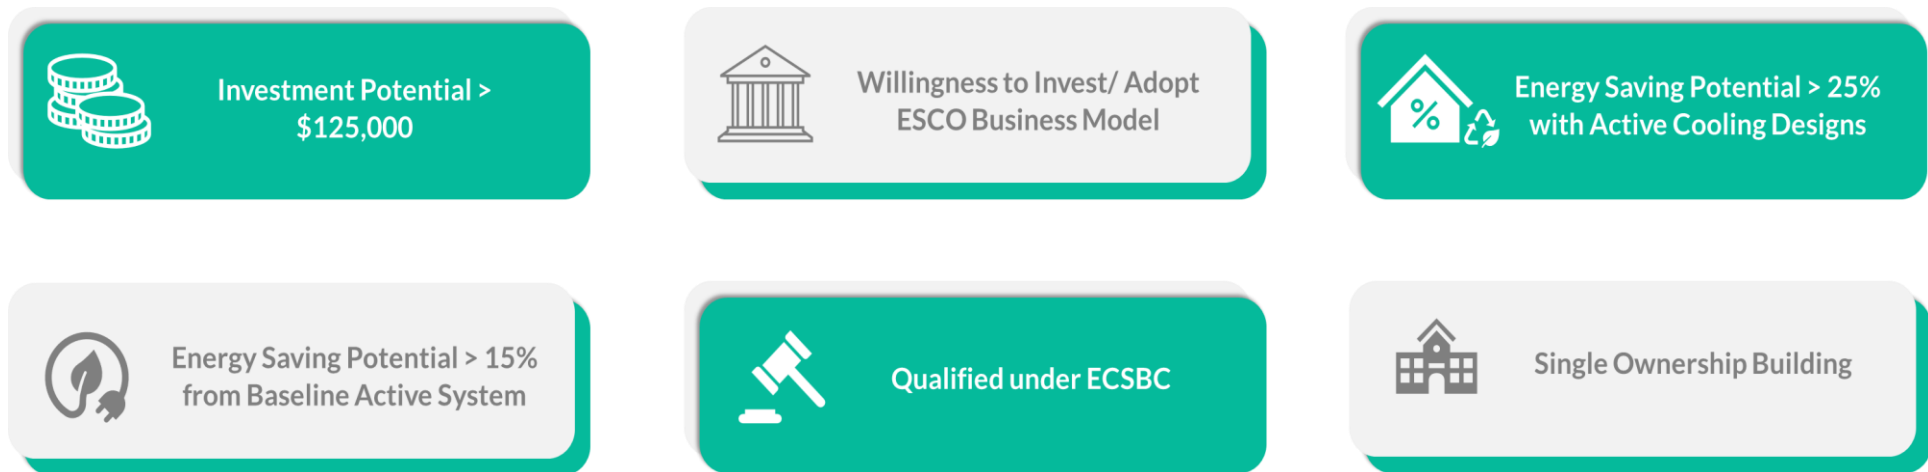 Investment Potential >
$125,000
Willingness to Invest/ Adopt
ESCO Business Model
Energy Saving Potential > 25%
with Active Cooling Designs
%
Energy Saving Potential > 15%
from Baseline Active System
Qualified under ECSBC
Single Ownership Building